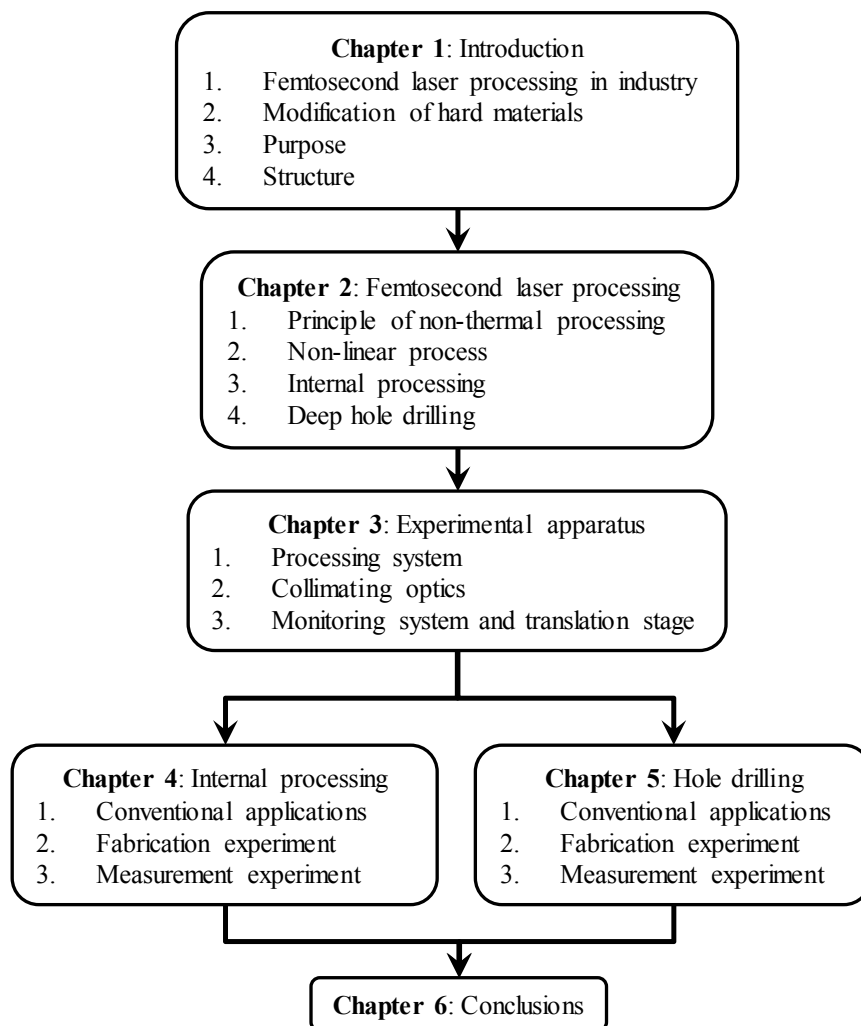 Chapter 1: Introduction
1. Femtosecond laser processing in industry
2. Modification of hard materials
3. Purpose
4. Structure
Chapter 2: Femtosecond laser processing
1. Principle of non-thermal processing
2. Non-linear process
3. Internal processing
4. Deep hole drilling
Chapter 3: Experimental apparatus
1. Processing system
2. Collimating optics
3. Monitoring system and translation stage
Chapter 4: Internal processing
1. Conventional applications
2. Fabrication experiment
3. Measurement experiment
Chapter 5: Hole drilling
1. Conventional applications
2. Fabrication experiment
3. Measurement experiment
Chapter 6: Conclusions